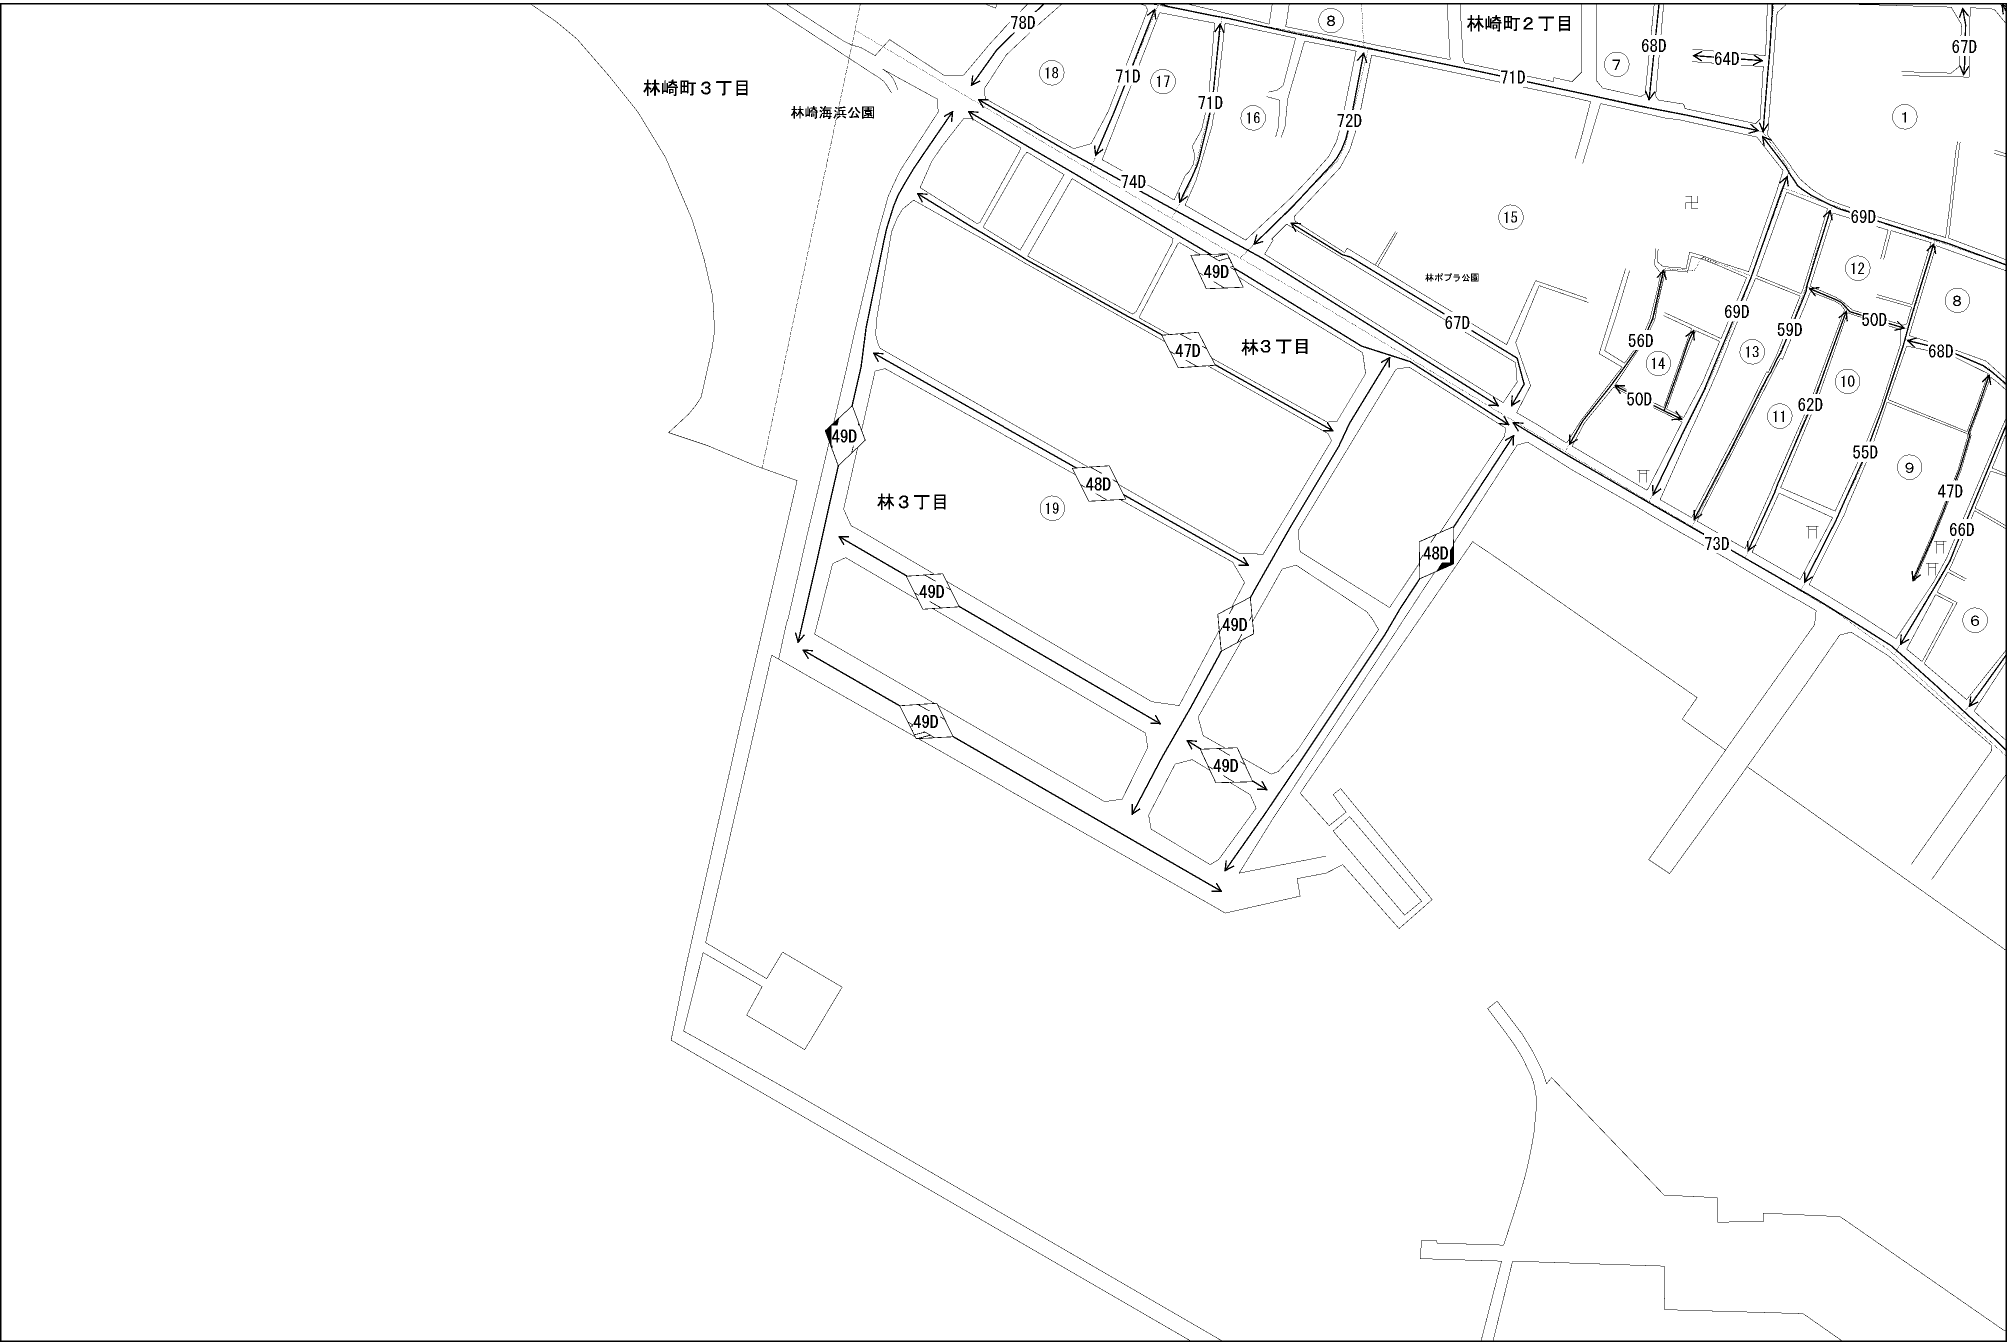 78D
⑧
林崎町２丁目
68D
67D
64D
⑦
⑱
71D
⑰
71D
71D
林崎町３丁目
林崎海浜公園
⑯
72D
①
74D
卍
⑮
69D
49D
林ポプラ公園
⑫
⑧
69D
67D
56D
59D
50D
林３丁目
47D
⑬
68D
⑭
⑩
50D
62D
⑪
49D
55D
⑨
48D
47D
林３丁目
⑲
66D
48D
73D
49D
49D
⑥
49D
49D